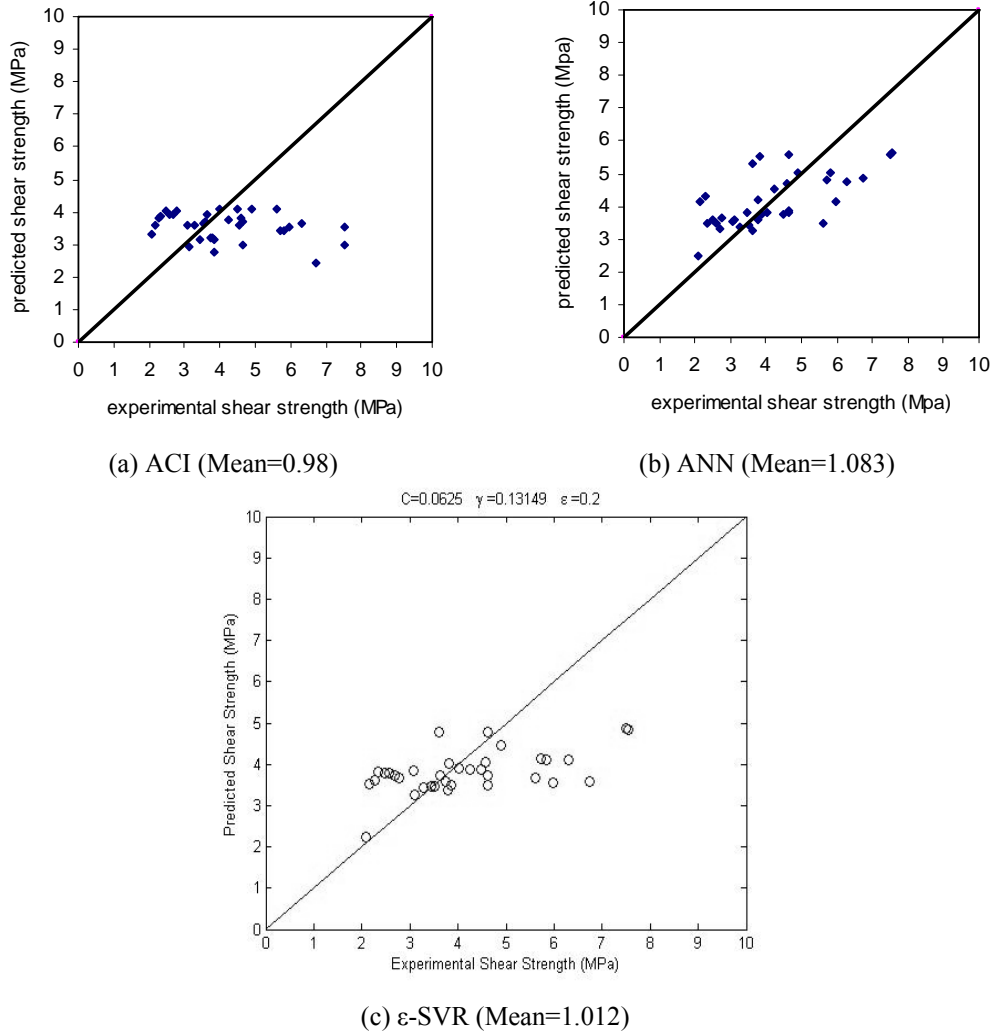 10
9
8
7
6
5
4
3
2
1
0
predicted shear strength (MPa)
0 1 2 3 4 5 6 7 8 9 10
experimental shear strength (MPa)
(a) ACI (Mean=0.98)
10
9
8
7
6
5
4
3
2
1
0
predicted shear strength (Mpa)
0 1 2 3 4 5 6 7 8 9 10
experimental shear strength (Mpa)
(b) ANN (Mean=1.083)
C=0.0625 γ=0.13149 ε=0.2
10
9
8
7
6
5
4
3
2
1
0
Predicted Shear Strength (MPa)
0 1 2 3 4 5 6 7 8 9 10
Experimental Shear Strength (MPa)
(c) ε-SVR (Mean=1.012)